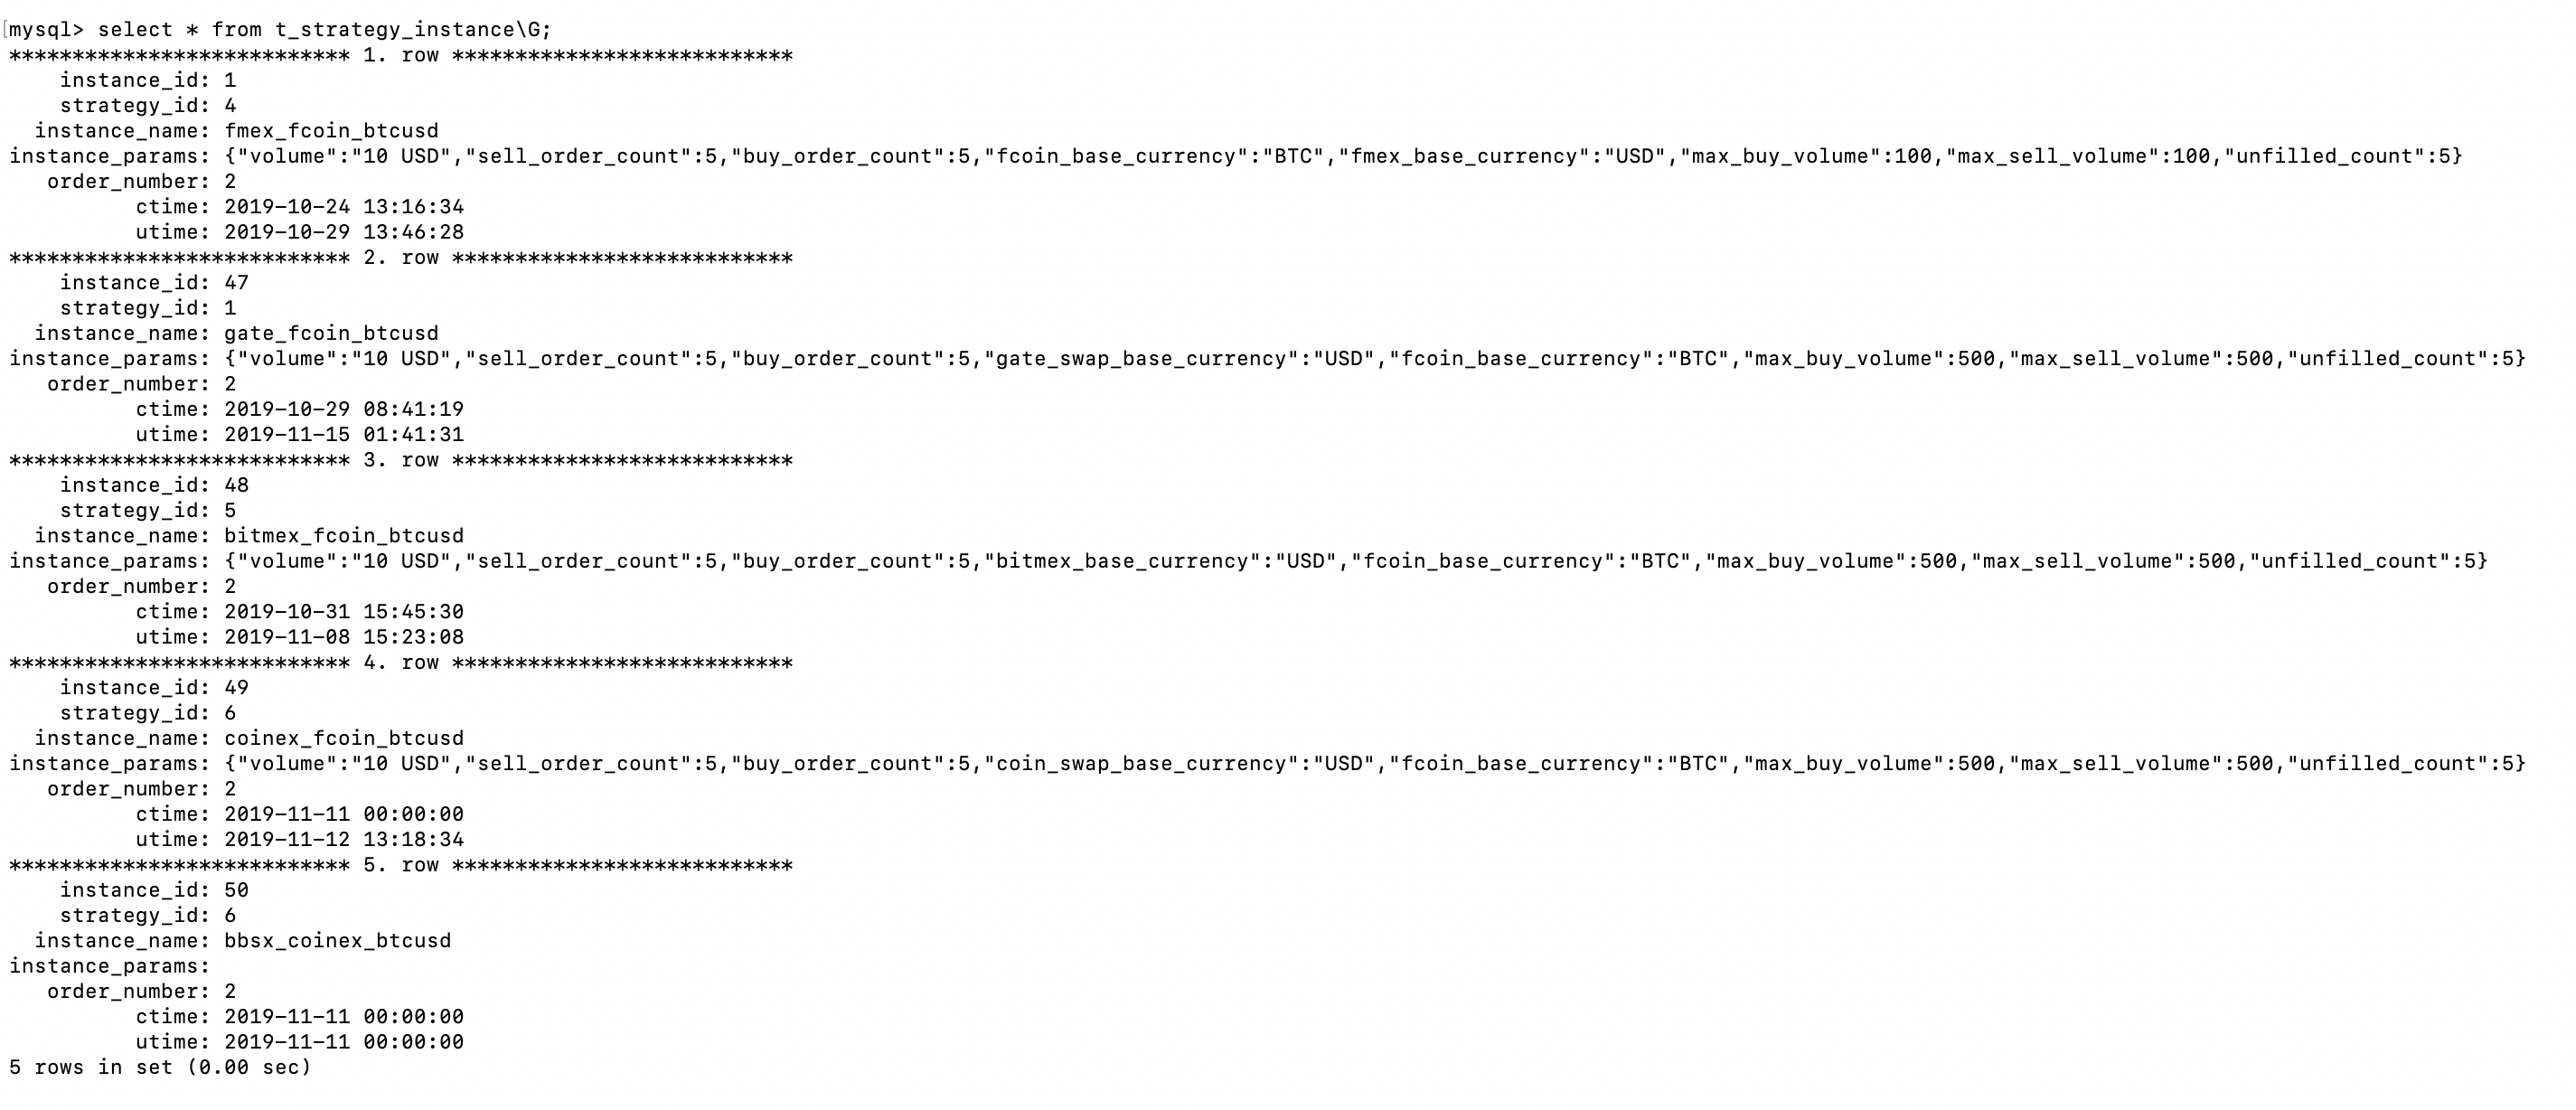 [mysql> select * from t_strategy_instance\G;
*************************** 1. row ***************************
    instance_id: 1
    strategy_id: 4
  instance_name: fmex_fcoin_btcusd
instance_params: {"volume":"10 USD","sell_order_count":5,"buy_order_count":5,"fcoin_base_currency":"BTC","fmex_base_currency":"USD","max_buy_volume":100,"max_sell_volume":100,"unfilled_count":5}
   order_number: 2
          ctime: 2019-10-24 13:16:34
          utime: 2019-10-29 13:46:28
*************************** 2. row ***************************
    instance_id: 47
    strategy_id: 1
  instance_name: gate_fcoin_btcusd
instance_params: {"volume":"10 USD","sell_order_count":5,"buy_order_count":5,"gate_swap_base_currency":"USD","fcoin_base_currency":"BTC","max_buy_volume":500,"max_sell_volume":500,"unfilled_count":5}
   order_number: 2
          ctime: 2019-10-29 08:41:19
          utime: 2019-11-15 01:41:31
*************************** 3. row ***************************
    instance_id: 48
    strategy_id: 5
  instance_name: bitmex_fcoin_btcusd
instance_params: {"volume":"10 USD","sell_order_count":5,"buy_order_count":5,"bitmex_base_currency":"USD","fcoin_base_currency":"BTC","max_buy_volume":500,"max_sell_volume":500,"unfilled_count":5}
   order_number: 2
          ctime: 2019-10-31 15:45:30
          utime: 2019-11-08 15:23:08
*************************** 4. row ***************************
    instance_id: 49
    strategy_id: 6
  instance_name: coinex_fcoin_btcusd
instance_params: {"volume":"10 USD","sell_order_count":5,"buy_order_count":5,"coin_swap_base_currency":"USD","fcoin_base_currency":"BTC","max_buy_volume":500,"max_sell_volume":500,"unfilled_count":5}
   order_number: 2
          ctime: 2019-11-11 00:00:00
          utime: 2019-11-12 13:18:34
*************************** 5. row ***************************
    instance_id: 50
    strategy_id: 6
  instance_name: bbsx_coinex_btcusd
instance_params:
   order_number: 2
          ctime: 2019-11-11 00:00:00
          utime: 2019-11-11 00:00:00
5 rows in set (0.00 sec)